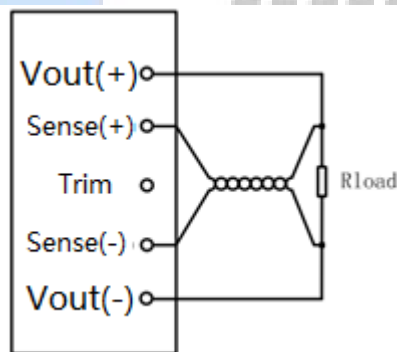 Vout(+)
Sense(+)
Trim
Rload
Sense(-)
Vout(-)